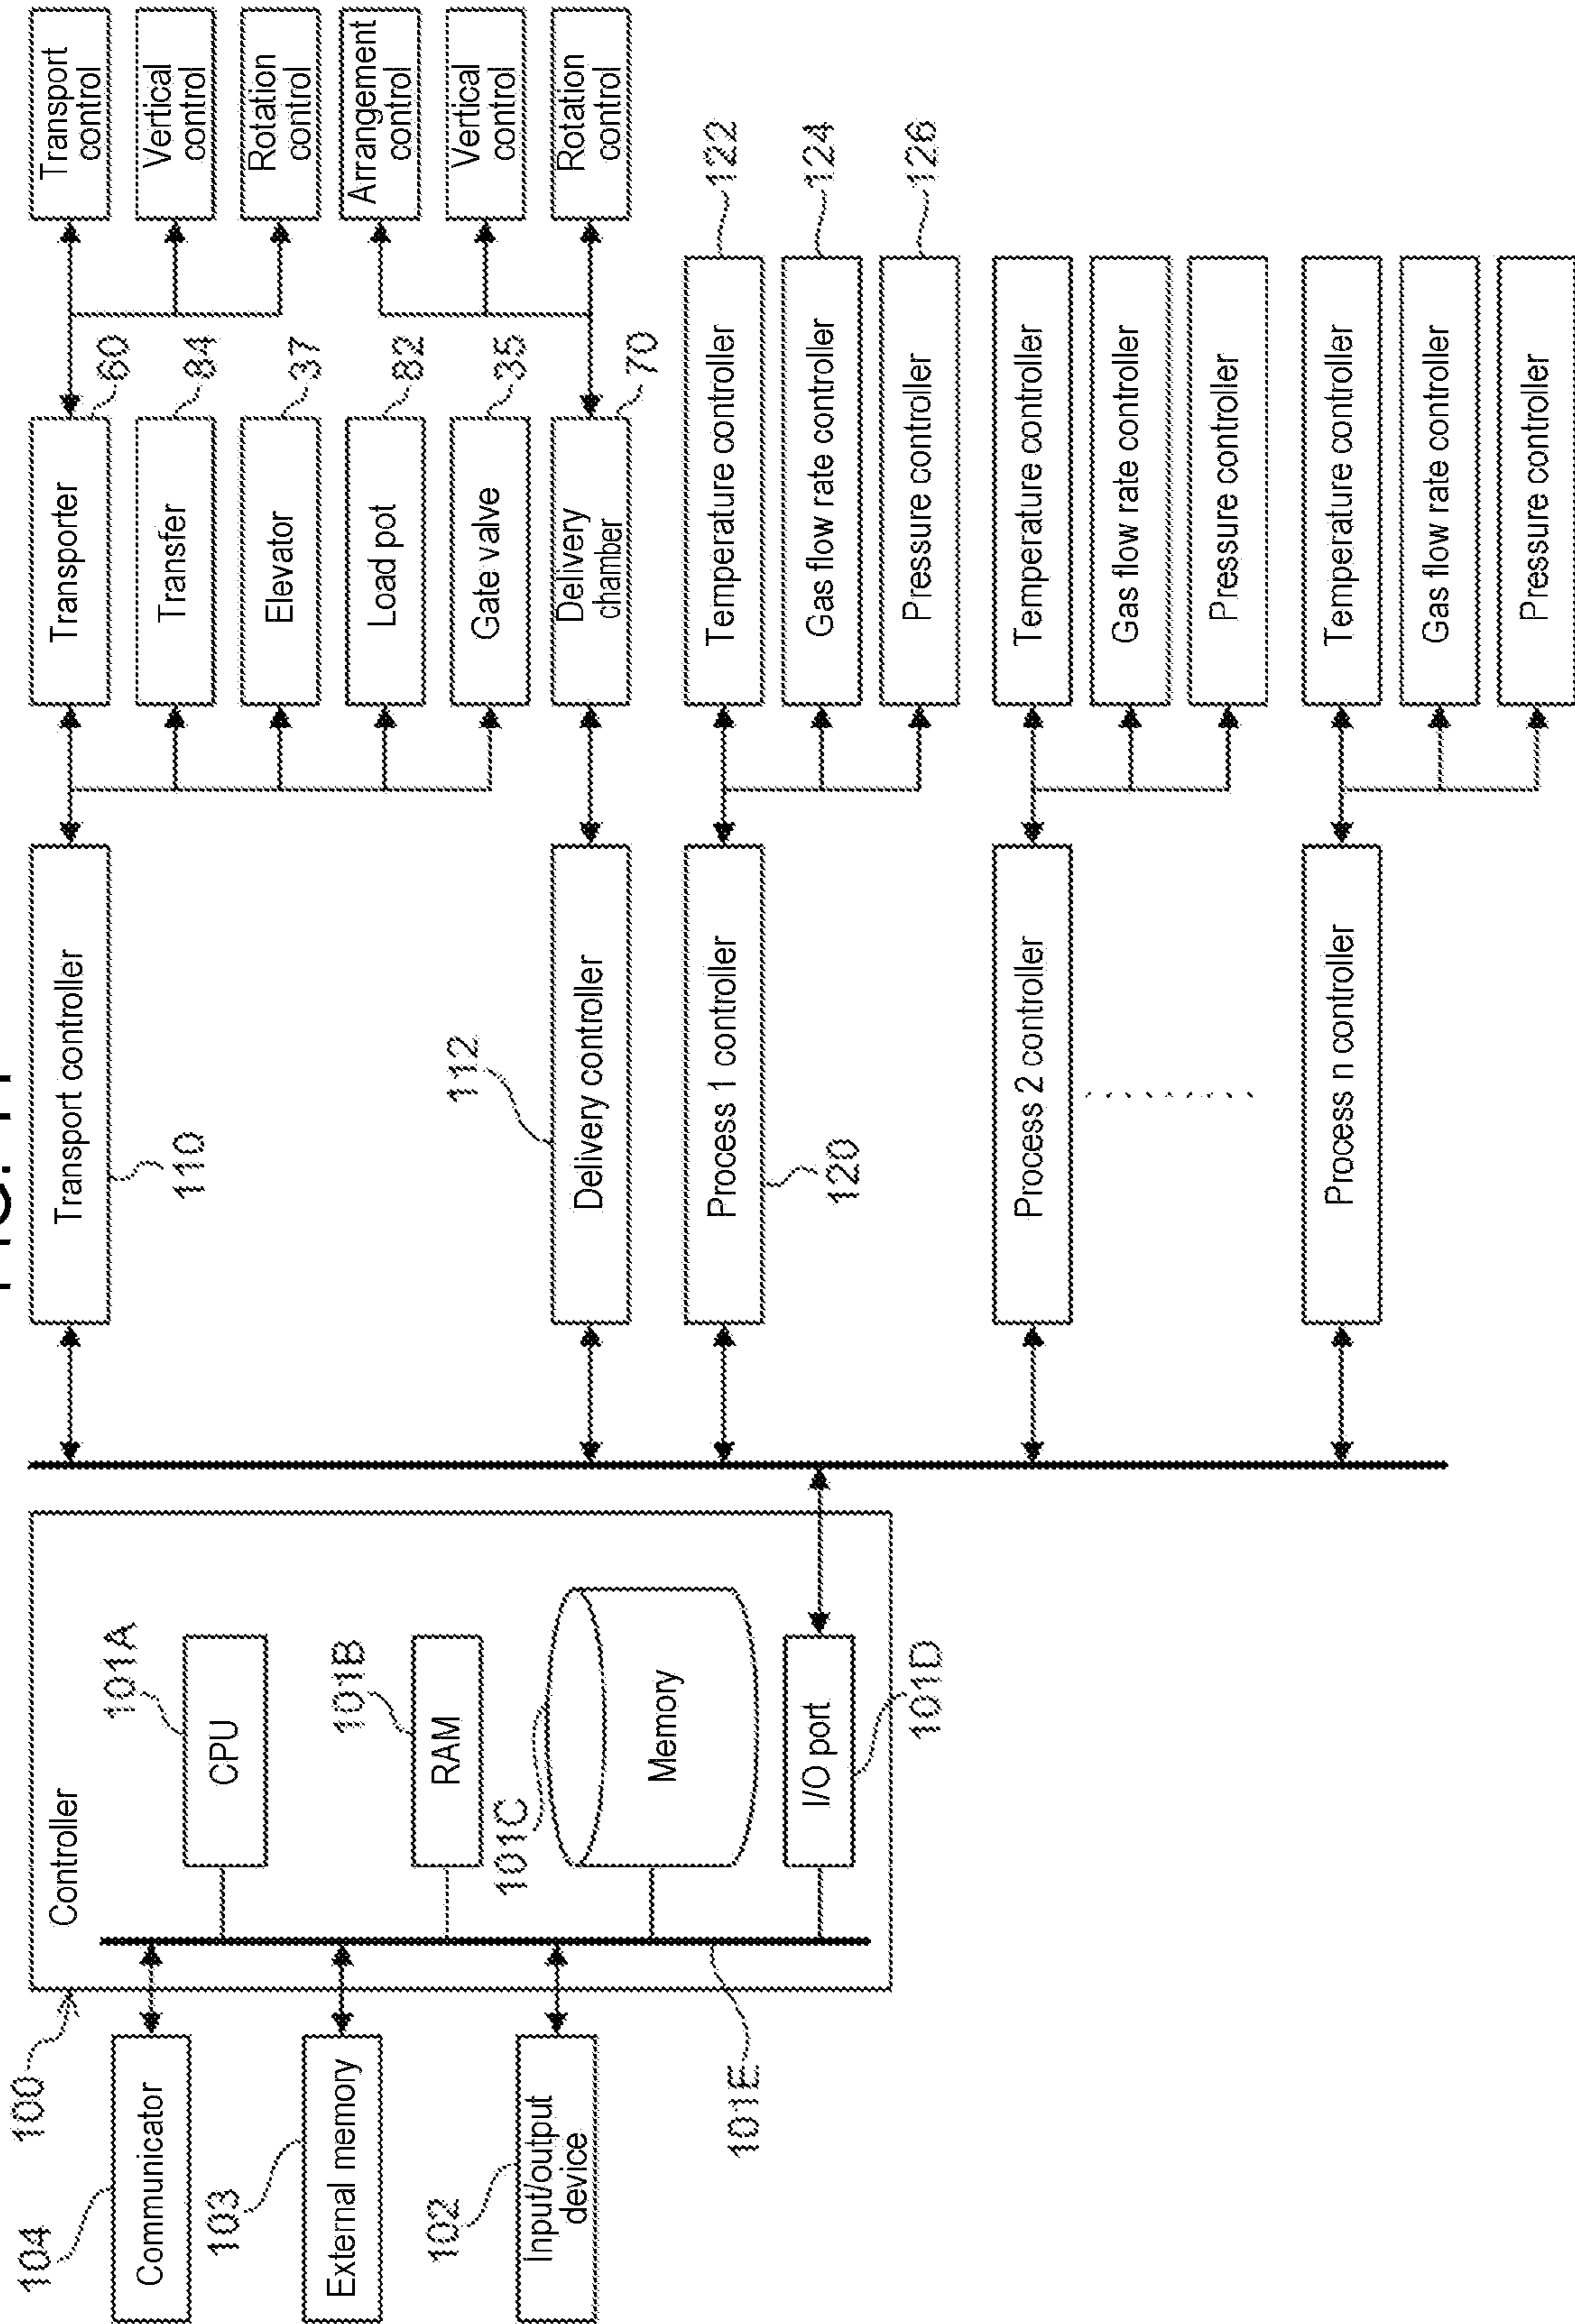 100
Controller
104
Communicator
103
External memory
102
Input/output
device
101A
CPU
101B
RAM
101C
Memory
I/O port
101D
101E
Transport controller
110
112
Delivery controller
Process 1 controller
120
Process 2 controller
Process n controller
Transporter
60
Transfer
84
Elevator
37
Load pot
82
Gate valve
35
Delivery
chamber
70
Transport
control
Vertical
control
Rotation
control
Arrangement
control
Vertical
control
Rotation
control
Temperature controller
122
Gas flow rate controller
124
Pressure controller
126
Temperature controller
Gas flow rate controller
Pressure controller
Temperature controller
Gas flow rate controller
Pressure controller